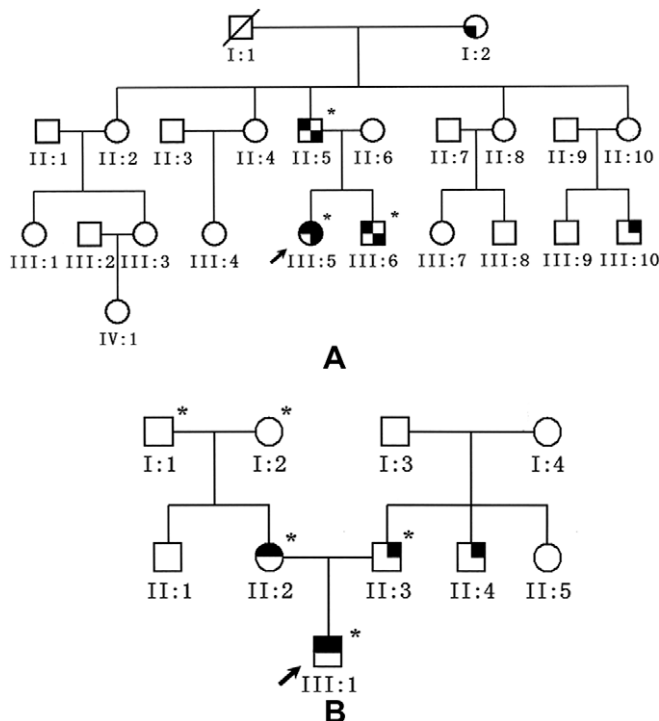 I:1 I:2
*
II:1 II:2 II:3 II:4 II:5 II:6 II:7 II:8 II:9 II:10
* *
III:1 III:2 III:3 III:4 III:5 III:6 III:7 III:8 III:9 III:10
IV:1
A
* *
I:1 I:2 I:3 I:4
* *
II:1 II:2 II:3 II:4 II:5
*
III:1
B